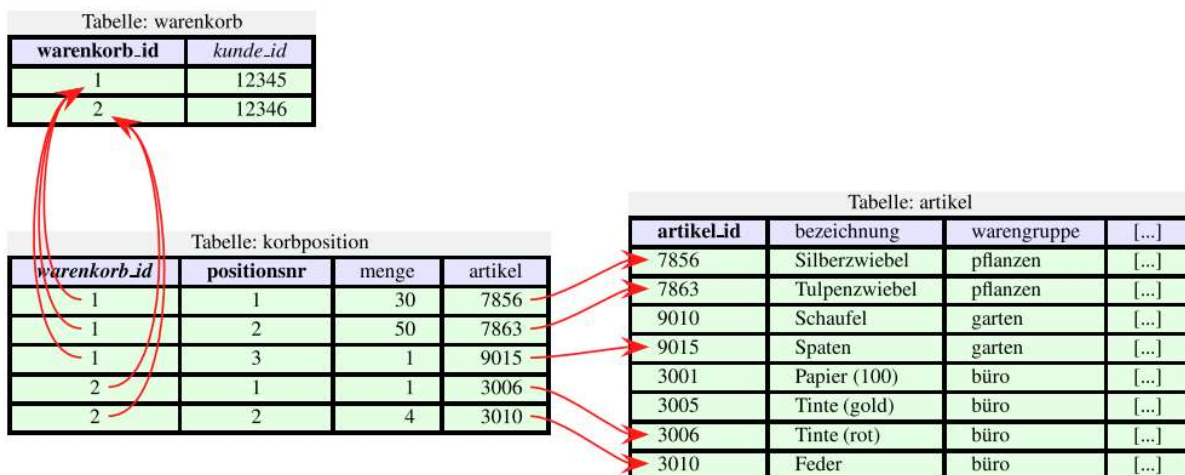 Tabelle: warenkorb
warenkorb_id kunde_id
1 12345
2 12346
Tabelle: korbposition
warenkorb_id positionsnr menge artikel
1 1 30 7856
1 2 50 7863
1 3 1 9015
2 1 1 3006
2 2 4 3010
Tabelle: artikel
artikel_id bezeichnung warengruppe [...]
7856 Silberzwiebel pflanzen [...]
7863 Tulpenzwiebel pflanzen [...]
9010 Schaufel garten [...]
9015 Spaten garten [...]
3001 Papier (100) büro [...]
3005 Tinte (gold) büro [...]
3006 Tinte (rot) büro [...]
3010 Feder büro [...]